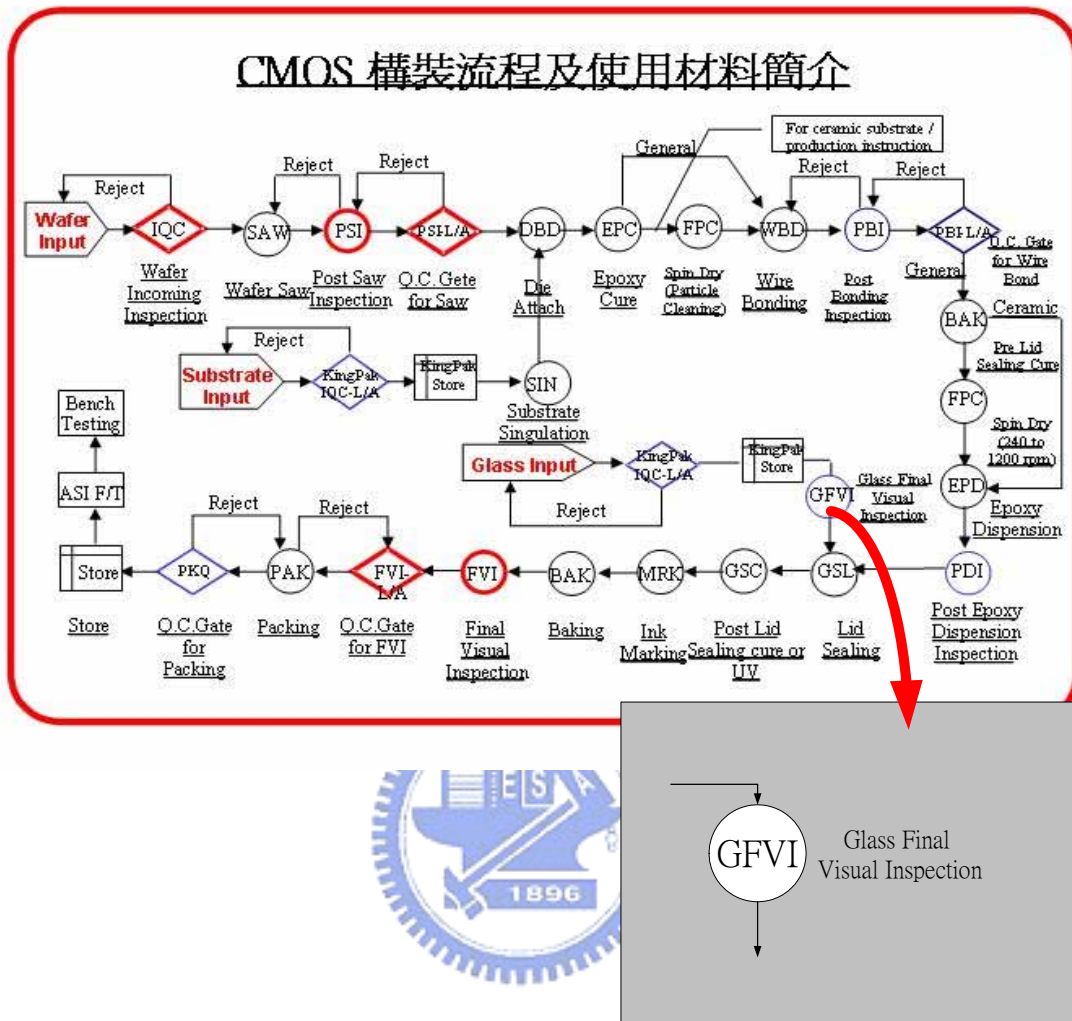 CMOS 構裝流程及使用材料簡介
For ceramic substrate /
production instruction
General
Reject
Reject
Reject
Reject
Reject
Wafer
Input
IQC
SAW
PSI
PSI-L/A
DBD
EPC
FPC
WBD
PBI
PBI-L/A
Wafer
Incoming
Inspection
Wafer Saw
Post Saw
Inspection
Q.C. Gete
for Saw
Die
Attach
Epoxy
Cure
Spin Dry
(Particle
Cleaning)
Wire
Bonding
Post
Bonding
Inspection
Q.C. Gate
for Wire
Bond
General
Ceramic
BAK
Pre Lid
Sealing Cure
FPC
Spin Dry
(240 to
1200 rpm)
EPD
Epoxy
Dispension
Reject
Substrate
Input
KingPak
IQC-L/A
KingPak
Store
SIN
Substrate
Singulation
Glass Input
KingPak
IQC-L/A
KingPak
Store
Reject
GFVI
Glass Final
Visual
Inspection
Bench
Testing
ASI F/T
Reject
Reject
Store
PKQ
PAK
FVI-
L/A
FVI
BAK
MRK
GSC
GSL
PDI
Store
Q.C.Gate
for
Packing
Packing
Q.C.Gate
for FVI
Final
Visual
Inspection
Baking
Ink
Marking
Post Lid
Sealing cure or
UV
Lid
Sealing
Post Epoxy
Dispension
Inspection
GFVI
Glass Final
Visual Inspection
E S A
1896